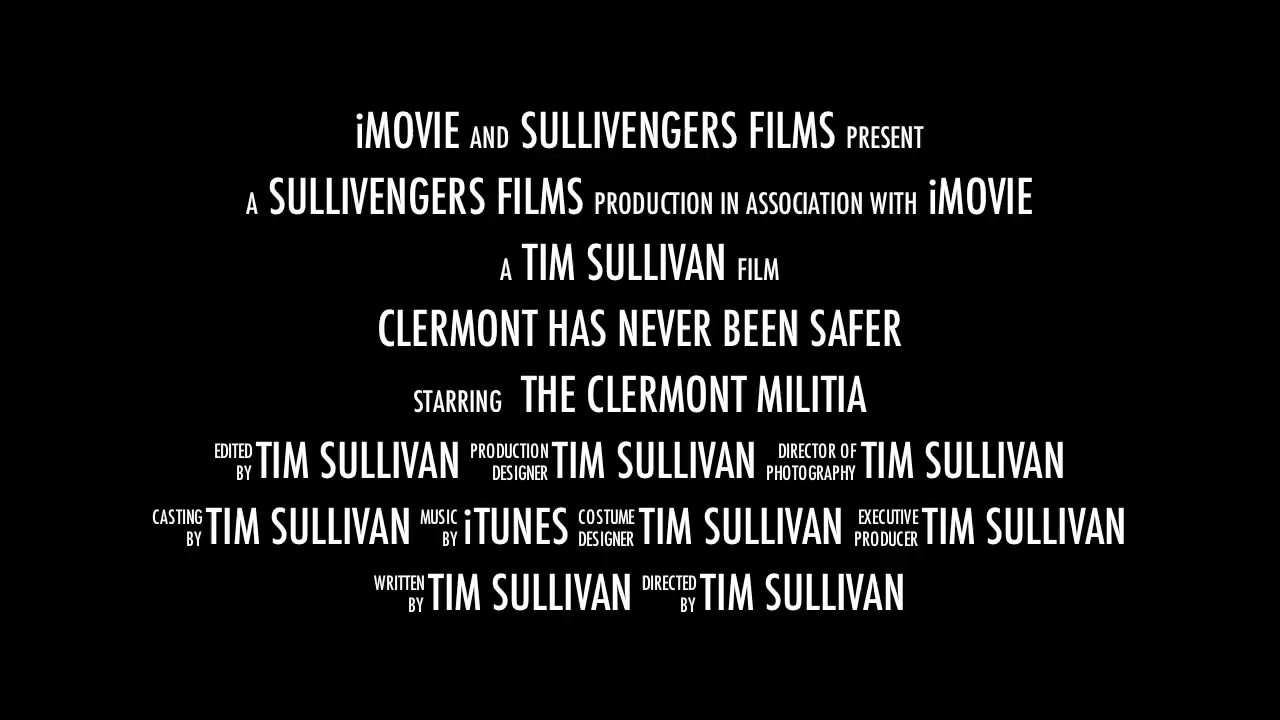 iMOVIE AND SULLIVENGERS FILMS PRESENT
A SULLIVENGERS FILMS PRODUCTION IN ASSOCIATION WITH iMOVIE
A TIM SULLIVAN FILM
CLERMONT HAS NEVER BEEN SAFER
STARRING THE CLERMONT MILITIA
EDITED BY TIM SULLIVAN PRODUCTION DESIGNER TIM SULLIVAN DIRECTOR OF PHOTOGRAPHY TIM SULLIVAN
CASTING BY TIM SULLIVAN MUSIC BY iTUNES COSTUME DESIGNER TIM SULLIVAN EXECUTIVE PRODUCER TIM SULLIVAN
WRITTEN BY TIM SULLIVAN DIRECTED BY TIM SULLIVAN